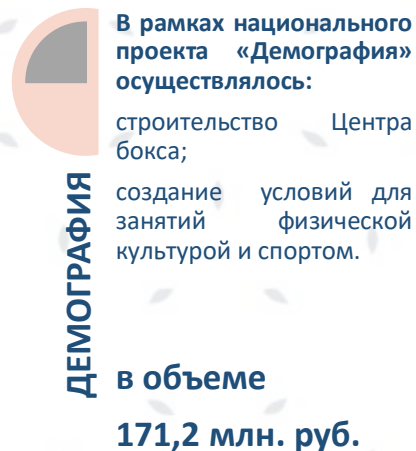 В рамках национального
проекта «Демография»
осуществлялось:
строительство Центра
бокса;
создание условий для
занятий физической
культурой и спортом.
ДЕМОГРАФИЯ
в объеме
171,2 млн. руб.